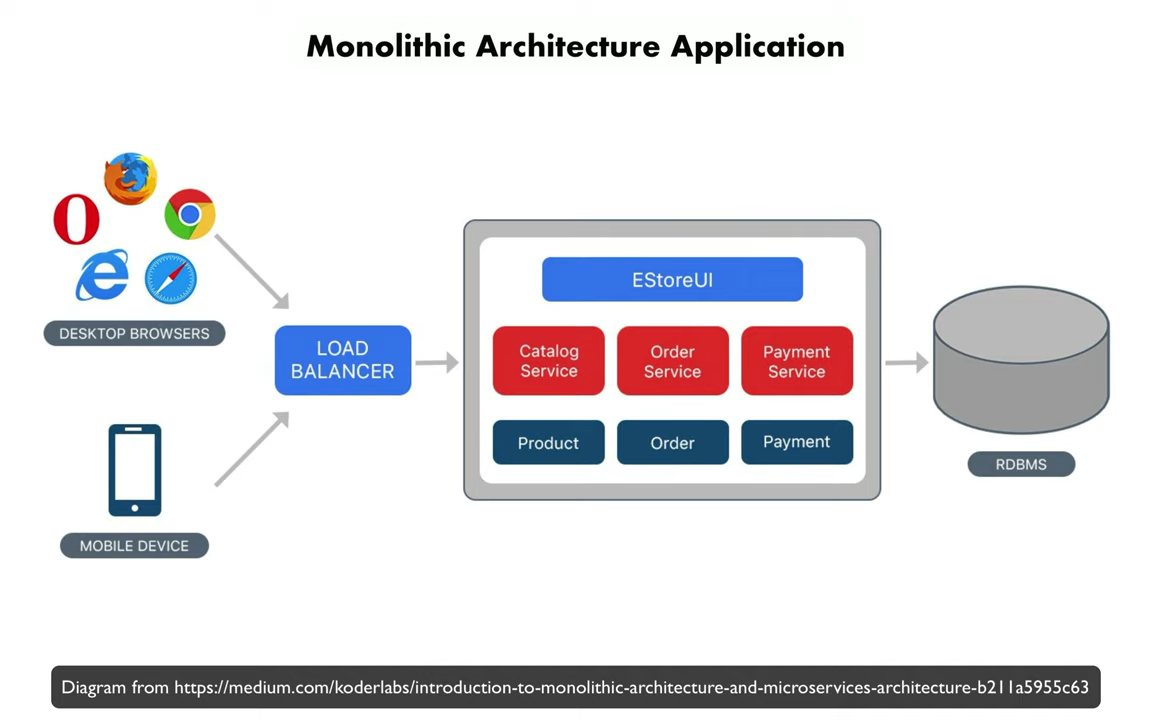 Monolithic Architecture Application
DESKTOP BROWSERS
MOBILE DEVICE
LOAD
BALANCER
EStoreUI
Catalog
Service
Order
Service
Payment
Service
Product
Order
Payment
RDBMS
Diagram from https://medium.com/koderlabs/introduction-to-monolithic-architecture-and-microservices-architecture-b211a5955c63